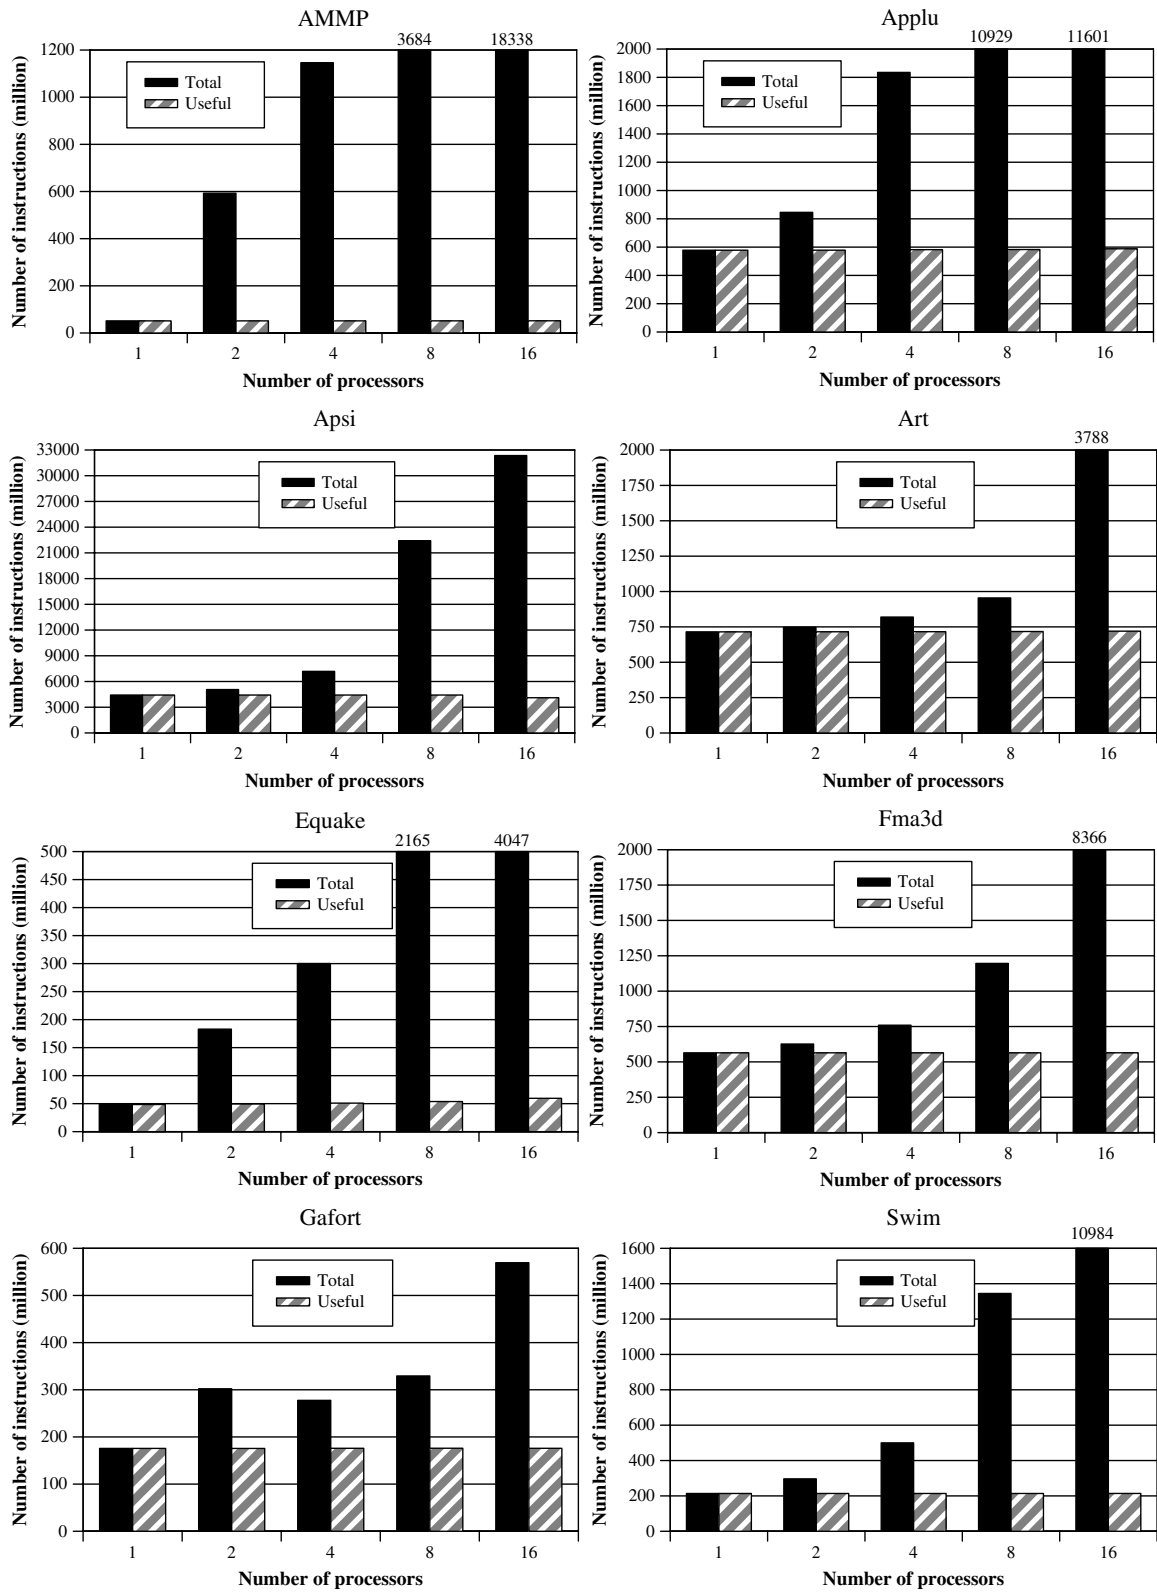 AMMP
3684 18338
1200
1000
800
600
400
200
0
Total
Useful
1 2 4 8 16
Number of processors
Number of instructions (million)
Applu
10929 11601
2000
1800
1600
1400
1200
1000
800
600
400
200
0
Total
Useful
1 2 4 8 16
Number of processors
Number of instructions (million)
Apsi
33000
30000
27000
24000
21000
18000
15000
12000
9000
6000
3000
0
Total
Useful
1 2 4 8 16
Number of processors
Number of instructions (million)
Art
3788
2000
1750
1500
1250
1000
750
500
250
0
Total
Useful
1 2 4 8 16
Number of processors
Number of instructions (million)
Equake
2165 4047
500
450
400
350
300
250
200
150
100
50
0
Total
Useful
1 2 4 8 16
Number of processors
Number of instructions (million)
Fma3d
8366
2000
1750
1500
1250
1000
750
500
250
0
Total
Useful
1 2 4 8 16
Number of processors
Number of instructions (million)
Gafort
600
500
400
300
200
100
0
Total
Useful
1 2 4 8 16
Number of processors
Number of instructions (million)
Swim
10984
1600
1400
1200
1000
800
600
400
200
0
Total
Useful
1 2 4 8 16
Number of processors
Number of instructions (million)